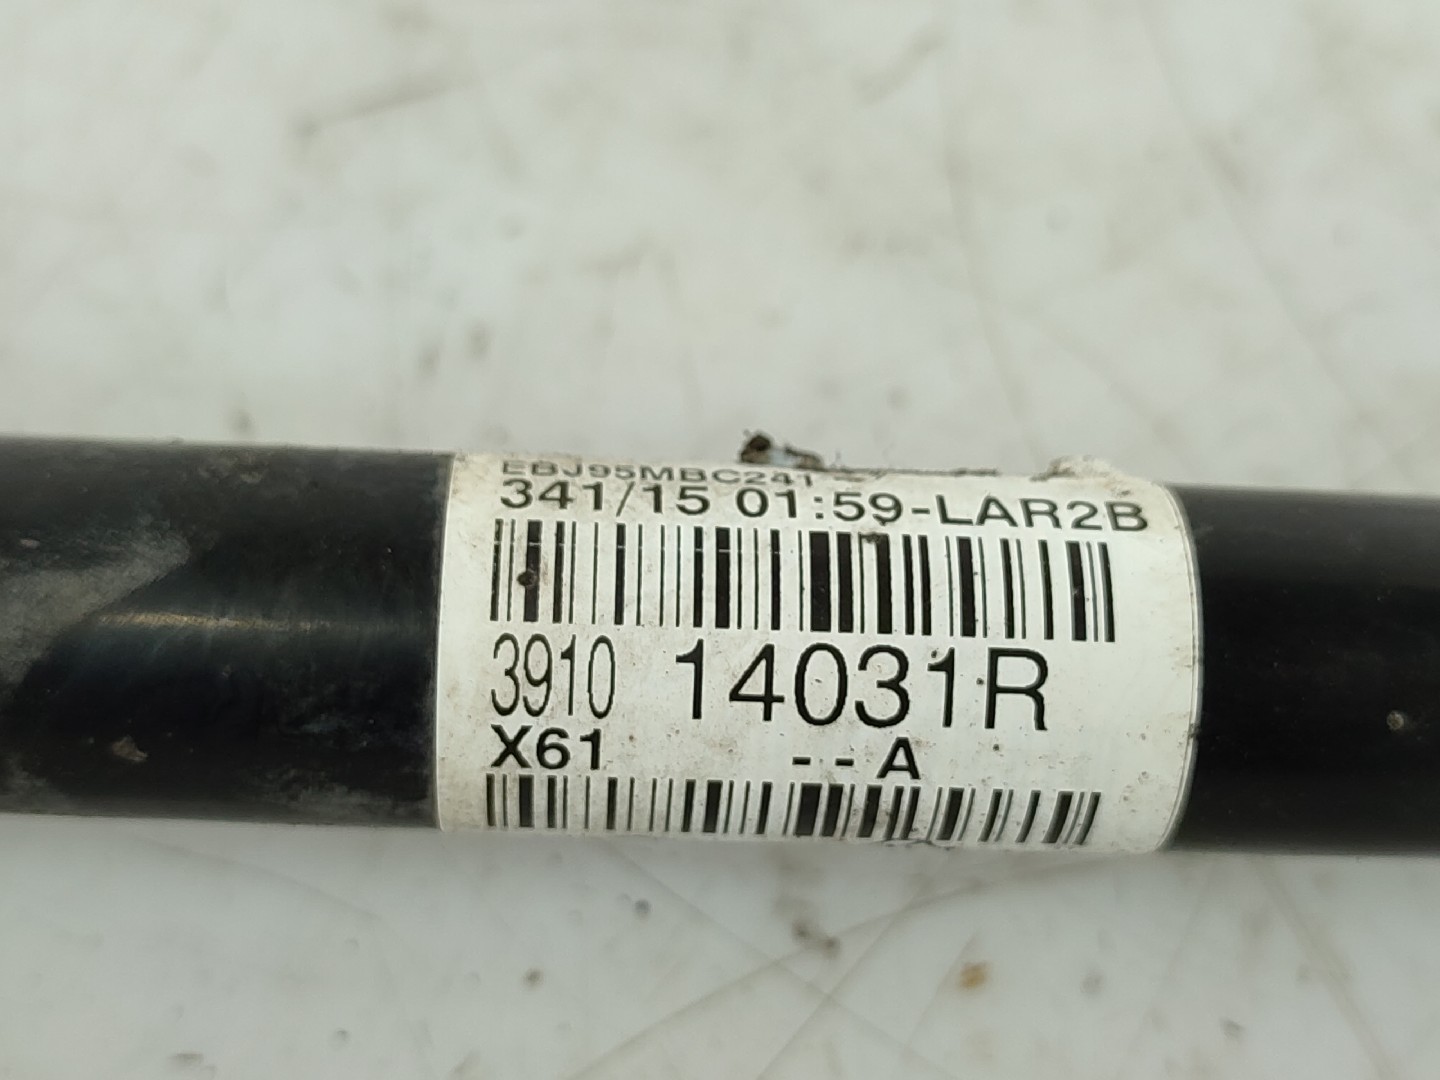 EBJ95MBC241
341/15 01:59-LAR2B
3910 14031R
X61 --A